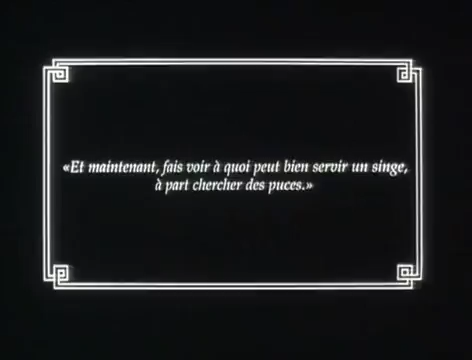 «Et maintenant, fais voir à quoi peut bien servir un singe,
à part chercher des puces.»